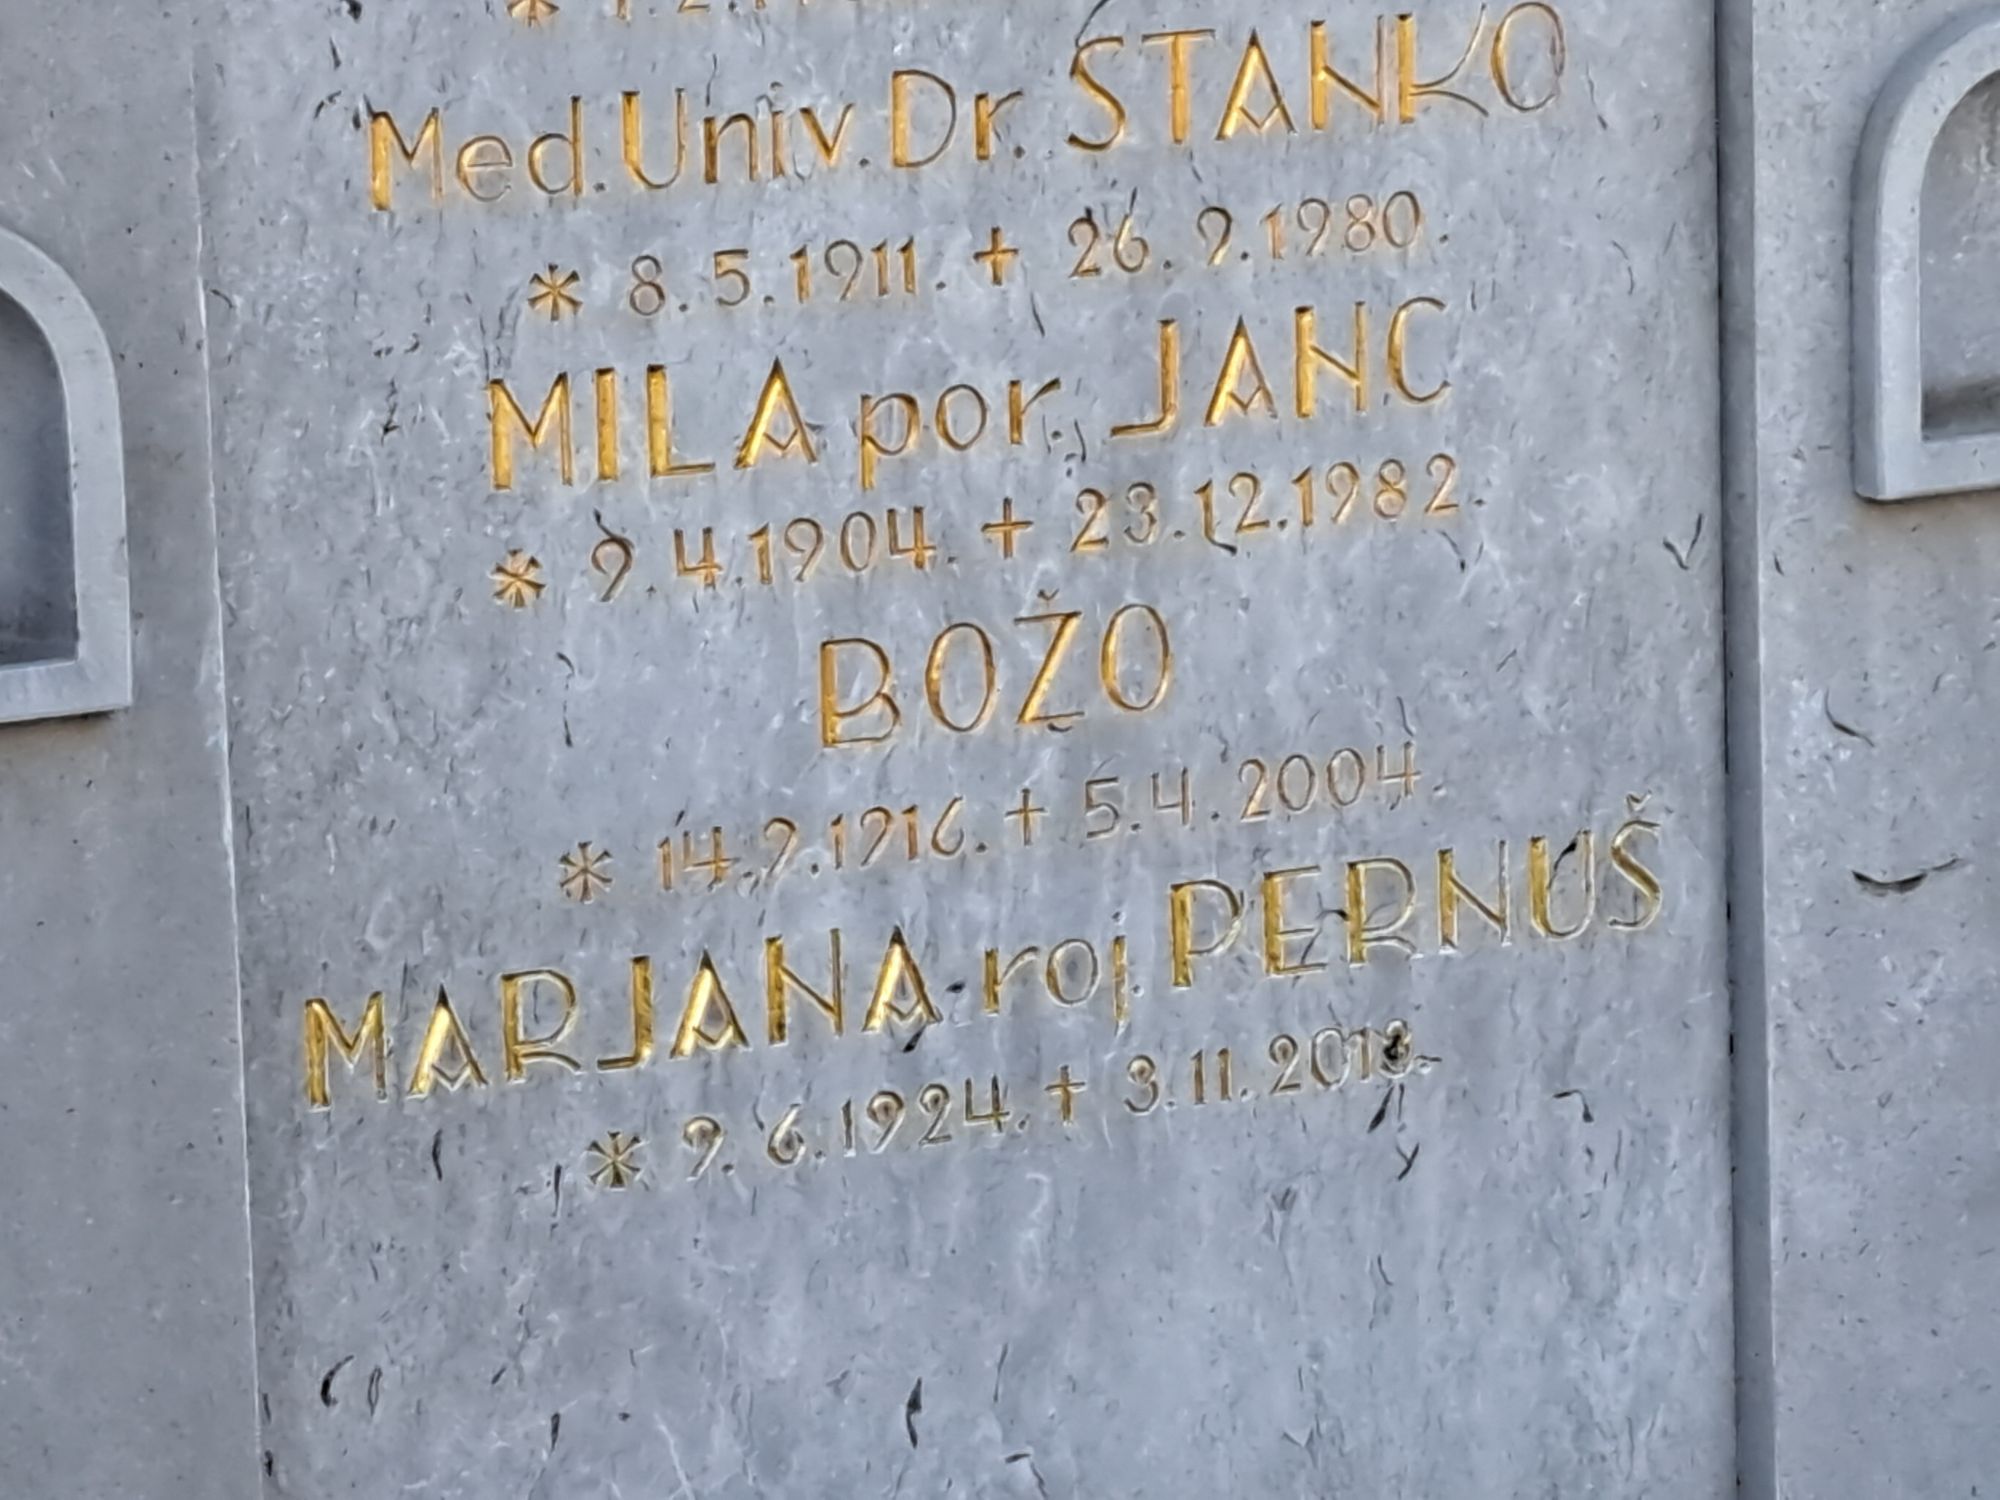 Med. Univ. Dr. STANKO
* 8. 5. 1911. + 26. 9. 1980.
MILA por. JANC
* 9. 4. 1904. + 23. 12. 1982.
BOŽO
* 14. 9. 1916. + 5. 4. 2004.
MARJANA roj. PERNUŠ
* 9. 6. 1924. + 3. 11. 2013.